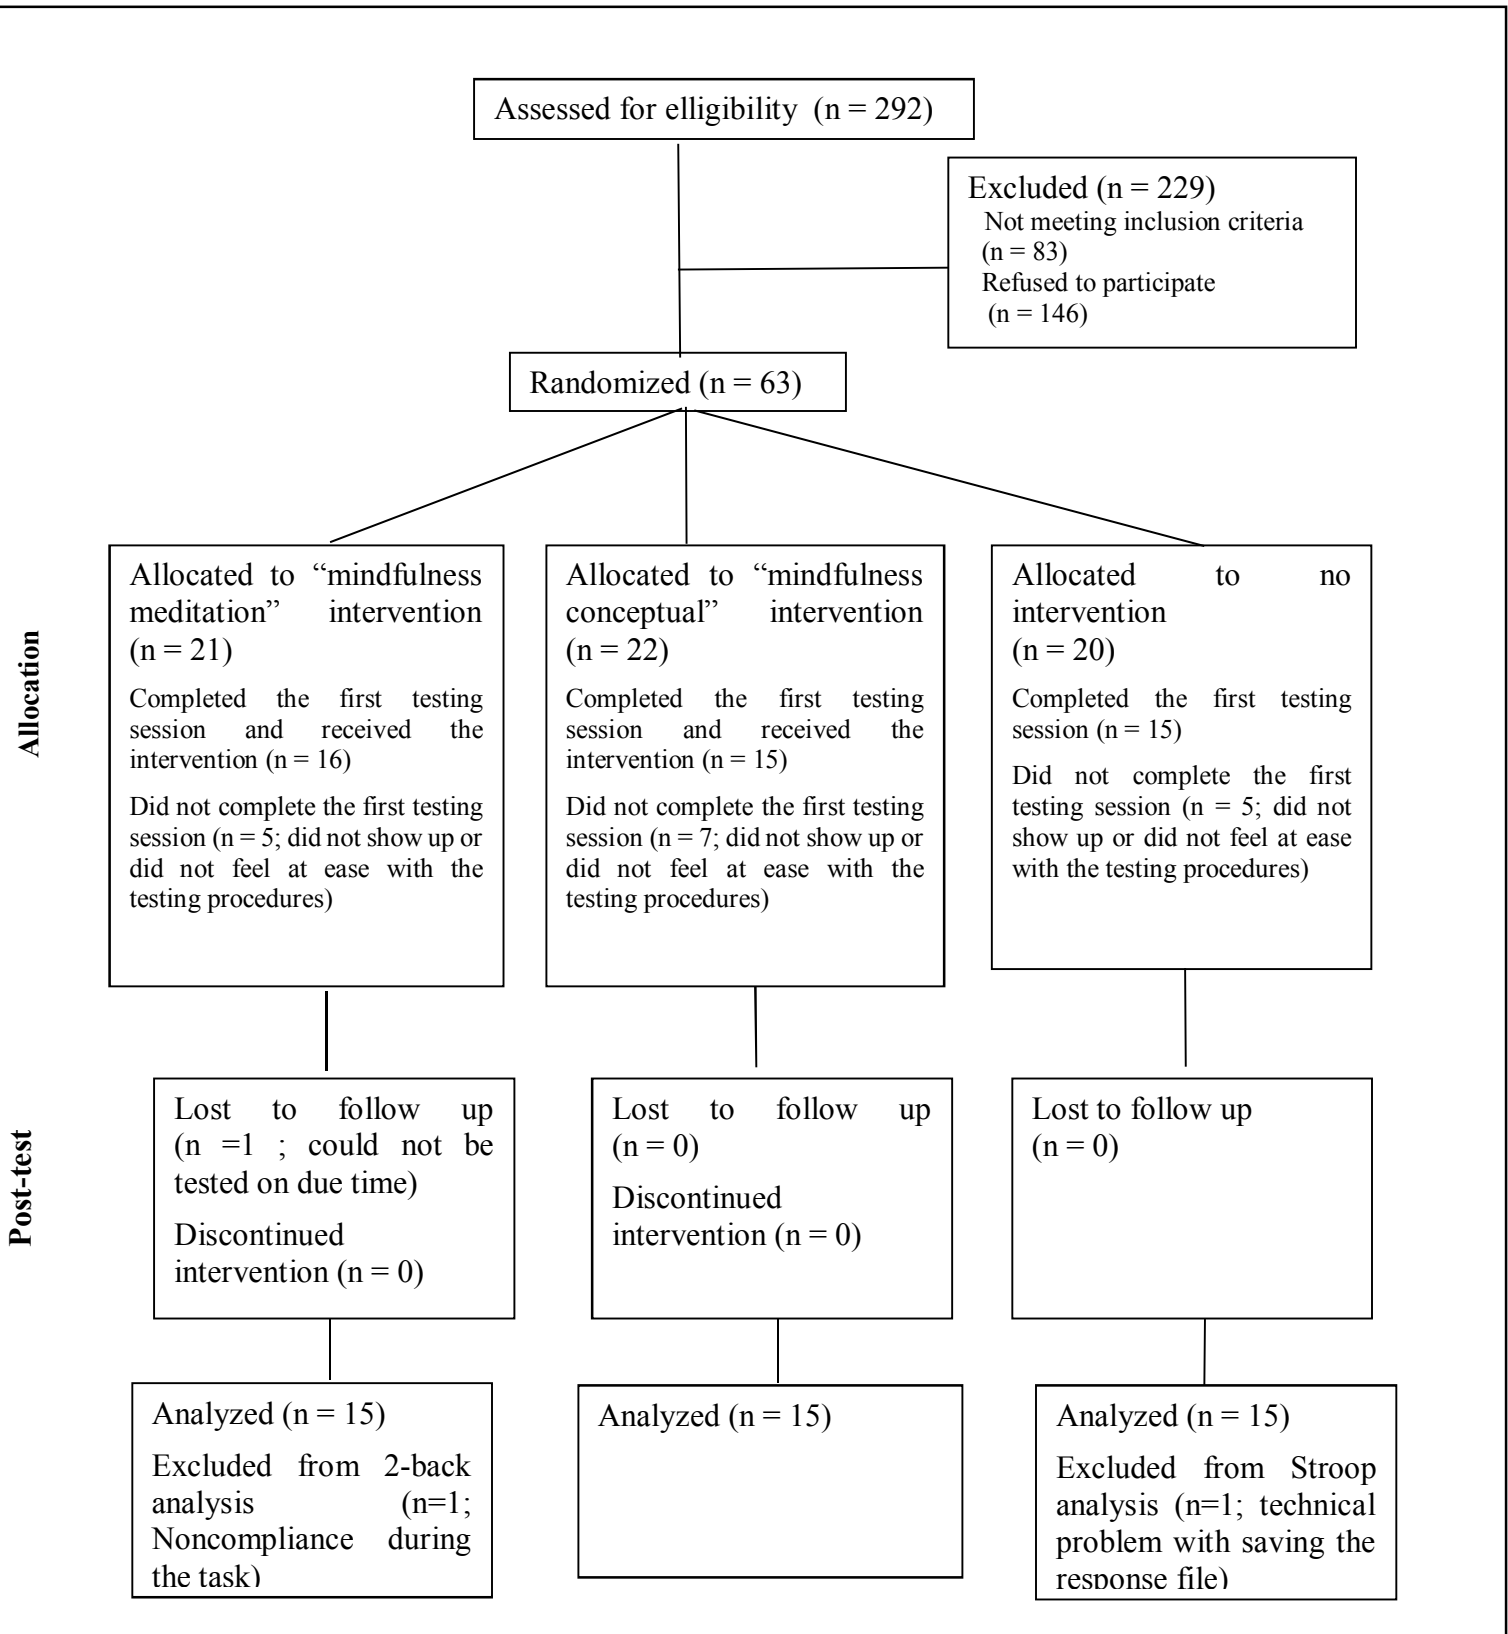 Assessed for elligibility (n = 292)
Excluded (n = 229)
Not meeting inclusion criteria
(n = 83)
Refused to participate
(n = 146)
Randomized (n = 63)
Allocation
Allocated to “mindfulness
meditation” intervention
(n = 21)
Completed the first testing
session and received the
intervention (n = 16)
Did not complete the first testing
session (n = 5; did not show up or
did not feel at ease with the
testing procedures)
Allocated to “mindfulness
conceptual” intervention
(n = 22)
Completed the first testing
session and received the
intervention (n = 15)
Did not complete the first testing
session (n = 7; did not show up or
did not feel at ease with the
testing procedures)
Allocated to no
intervention
(n = 20)
Completed the first testing
session (n = 15)
Did not complete the first
testing session (n = 5; did not
show up or did not feel at ease
with the testing procedures)
Post-test
Lost to follow up
(n =1 ; could not be
tested on due time)
Discontinued
intervention (n = 0)
Lost to follow up
(n = 0)
Discontinued
intervention (n = 0)
Lost to follow up
(n = 0)
Analyzed (n = 15)
Excluded from 2-back
analysis (n=1;
Noncompliance during
the task)
Analyzed (n = 15)
Analyzed (n = 15)
Excluded from Stroop
analysis (n=1; technical
problem with saving the
response file)